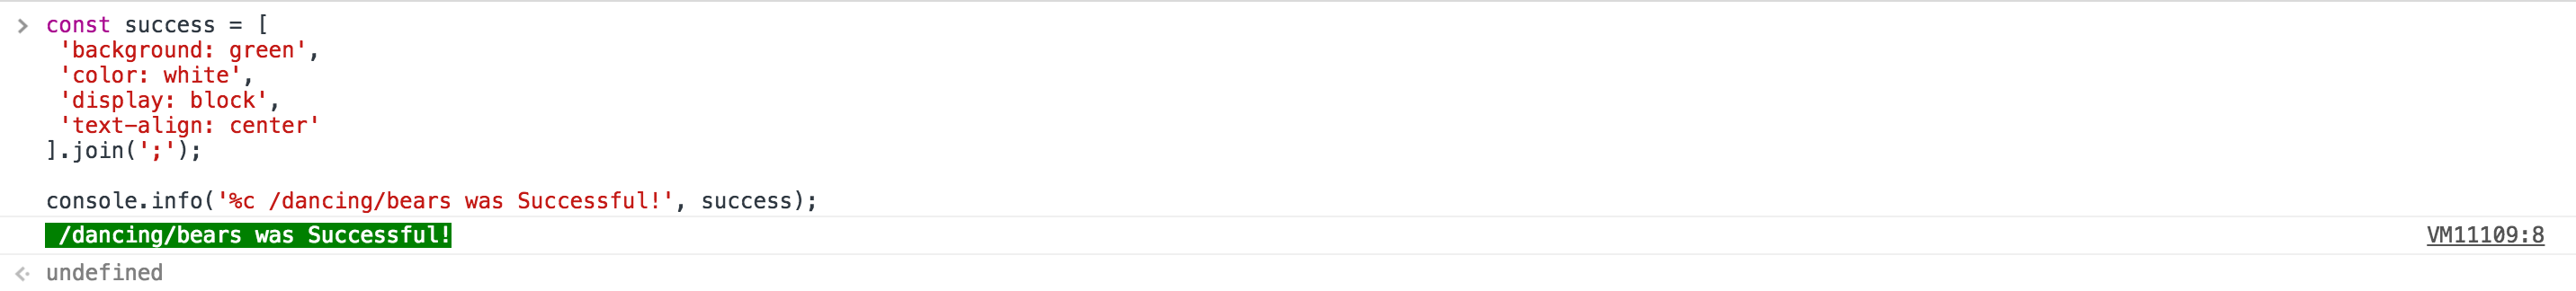 const success = [
 'background: green',
 'color: white',
 'display: block',
 'text-align: center'
].join(';');
console.info('%c /dancing/bears was Successful!', success);
/dancing/bears was Successful! VM11109:8
undefined